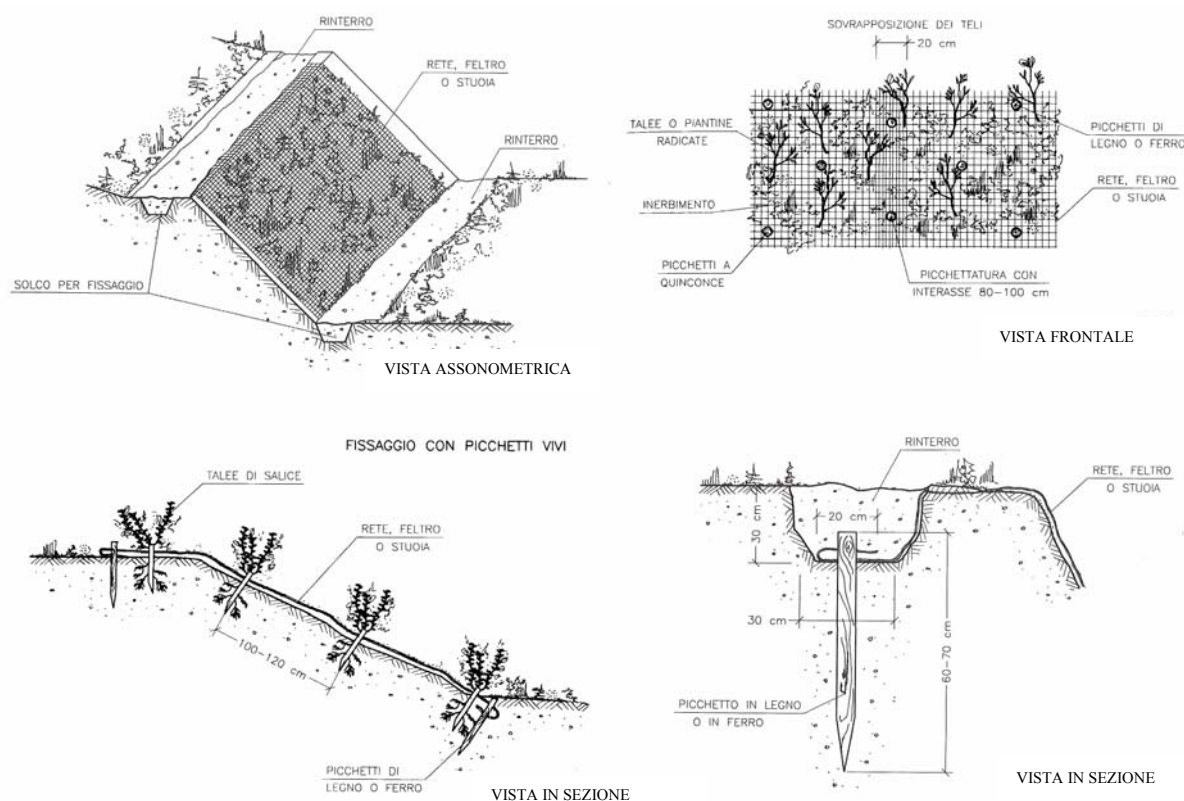 RINTERRO
RETE, FELTRO
O STUOIA
RINTERRO
SOLCO PER FISSAGGIO
VISTA ASSONOMETRICA
SOVRAPPOSIZIONE DEI TELI
20 cm
TALEE O PIANTINE
RADICATE
PICCHETTI DI
LEGNO O FERRO
RETE, FELTRO
O STUOIA
INERBIMENTO
PICCHETTI A
QUINCONCE
PICCHETTATURA CON
INTERASSE 80-100 cm
VISTA FRONTALE
FISSAGGIO CON PICCHETTI VIVI
TALEE DI SALICE
RETE, FELTRO
O STUOIA
100-120 cm
PICCHETTI DI
LEGNO O FERRO
VISTA IN SEZIONE
RINTERRO
RETE, FELTRO
O STUOIA
30 cm
20 cm
30 cm
60-70 cm
PICCHETTO IN LEGNO
O IN FERRO
VISTA IN SEZIONE